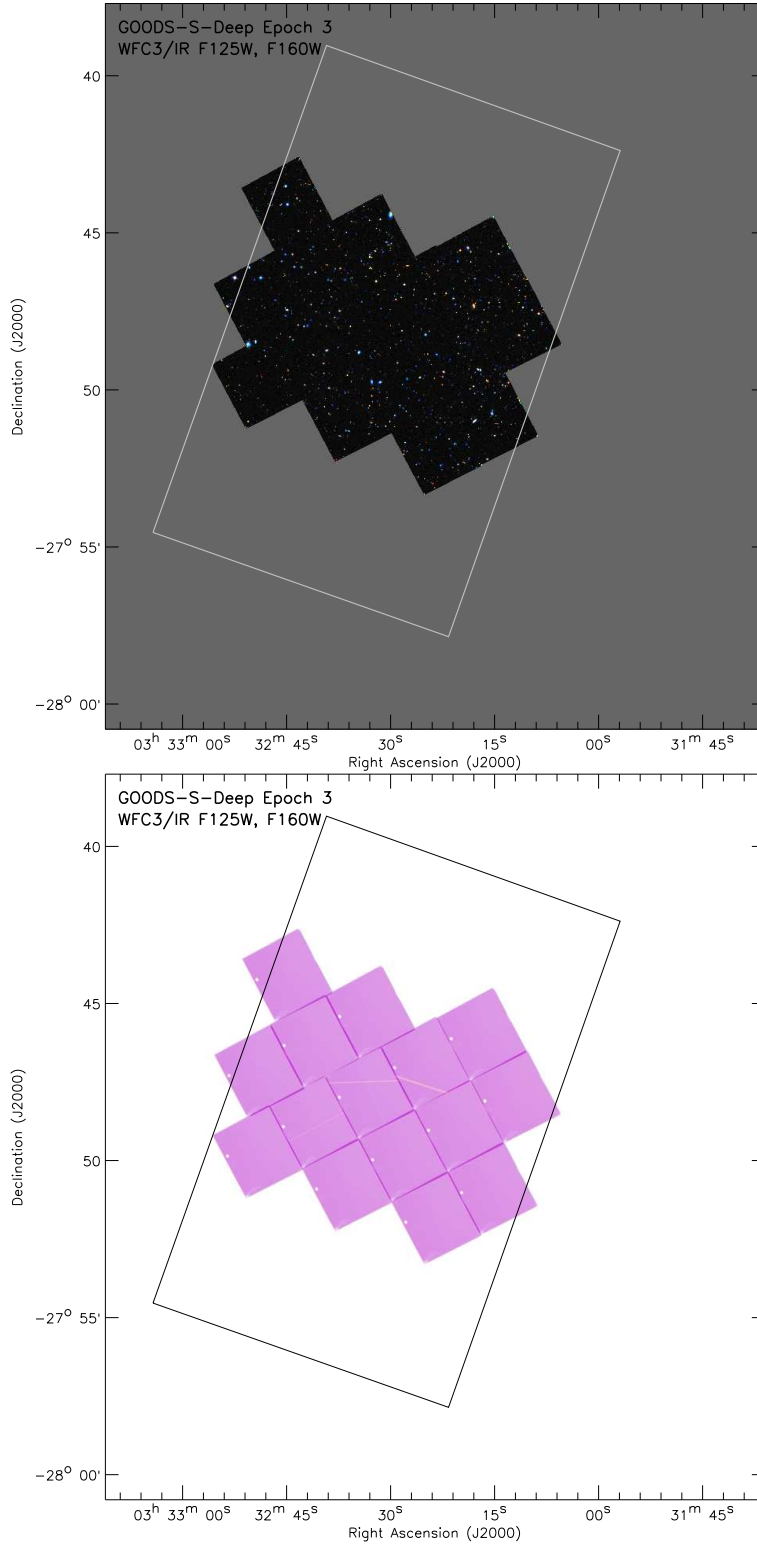 GOODS-S-Deep Epoch 3
WFC3/IR F125W, F160W
40
45
50
-27° 55'
-28° 00'
Declination (J2000)
03ʰ 33ᵐ 00ˢ 32ᵐ 45ˢ 30ˢ 15ˢ 00ˢ 31ᵐ 45ˢ
Right Ascension (J2000)
GOODS-S-Deep Epoch 3
WFC3/IR F125W, F160W
40
45
50
-27° 55'
-28° 00'
Declination (J2000)
03ʰ 33ᵐ 00ˢ 32ᵐ 45ˢ 30ˢ 15ˢ 00ˢ 31ᵐ 45ˢ
Right Ascension (J2000)